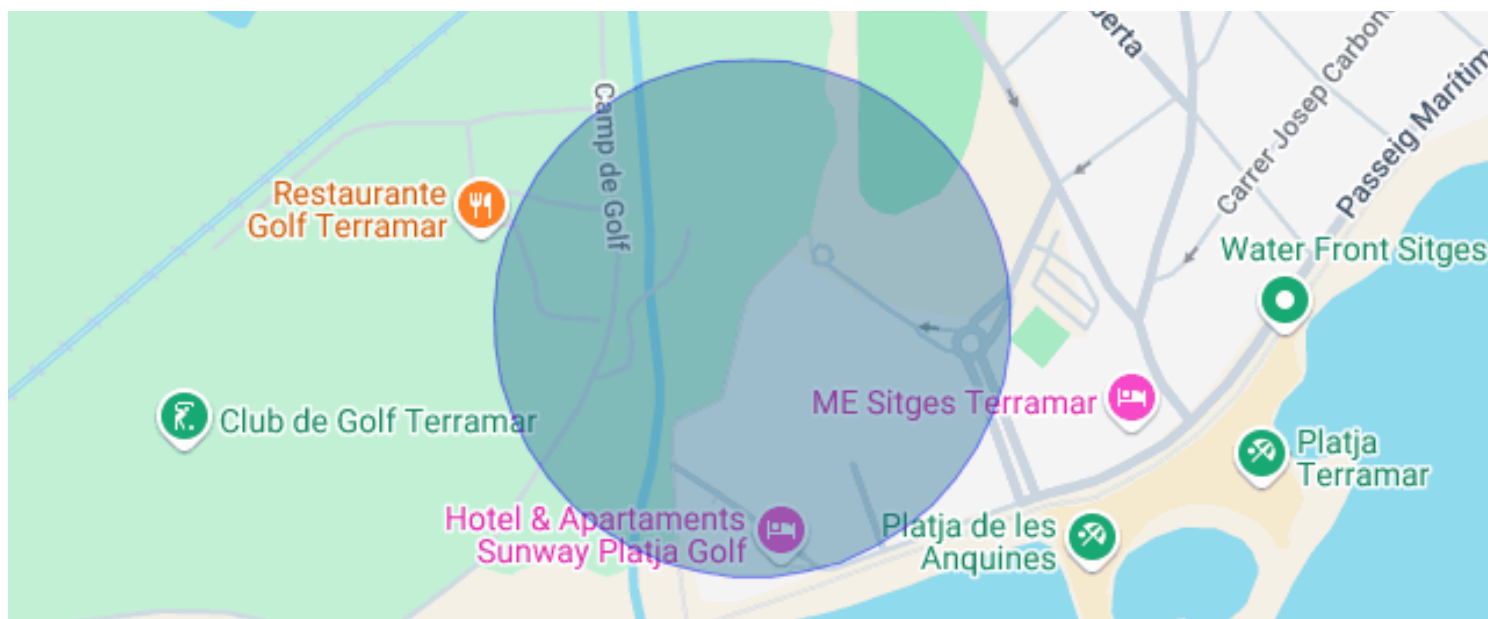 berta
Carrer Josep Carbon
Passeig Marítim
Camp de Golf
Restaurante
Golf Terramar
Water Front Sitges
ME Sitges Terramar
Club de Golf Terramar
Platja
Terramar
Hotel & Apartaments
Sunway Platja Golf
Platja de les
Anquines